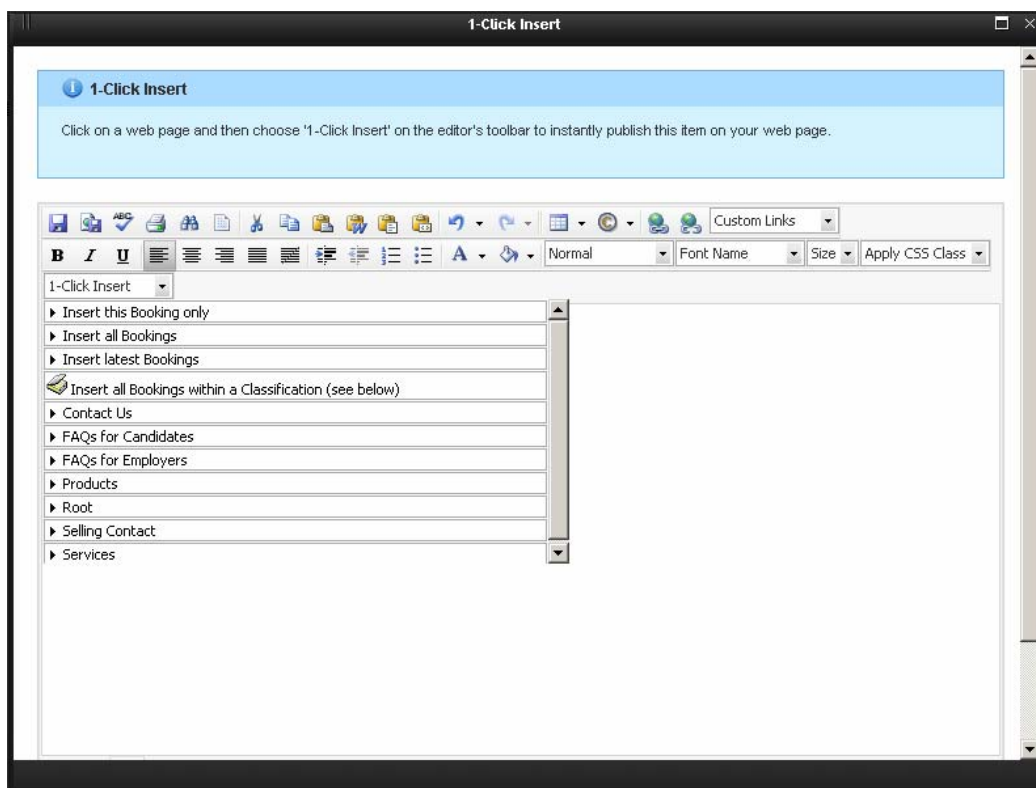 1-Click Insert
1-Click Insert
Click on a web page and then choose '1-Click Insert' on the editor's toolbar to instantly publish this item on your web page.
ABC
Custom Links
B I U A Normal Font Name Size Apply CSS Class
1-Click Insert
Insert this Booking only
Insert all Bookings
Insert latest Bookings
Insert all Bookings within a Classification (see below)
Contact Us
FAQs for Candidates
FAQs for Employers
Products
Root
Selling Contact
Services